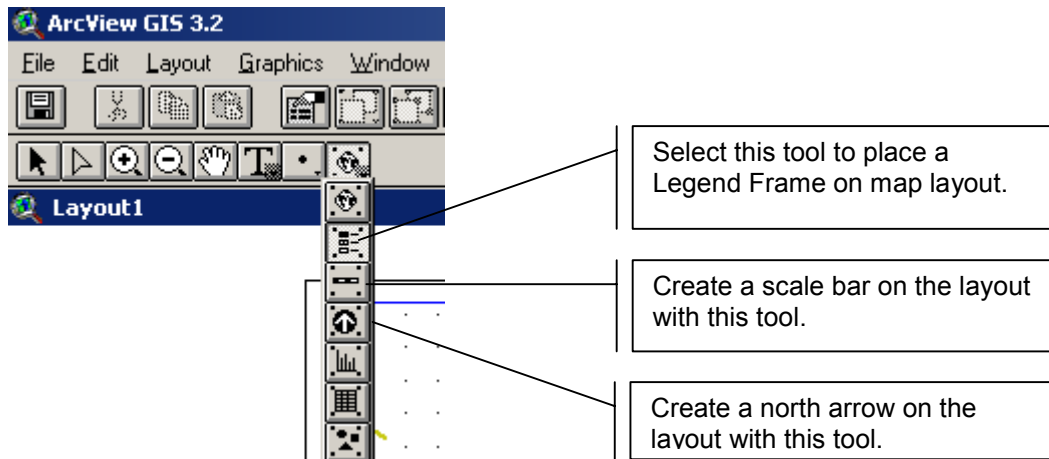 ArcView GIS 3.2
File Edit Layout Graphics Window
T
Layout1
Select this tool to place a
Legend Frame on map layout.
Create a scale bar on the layout
with this tool.
Create a north arrow on the
layout with this tool.